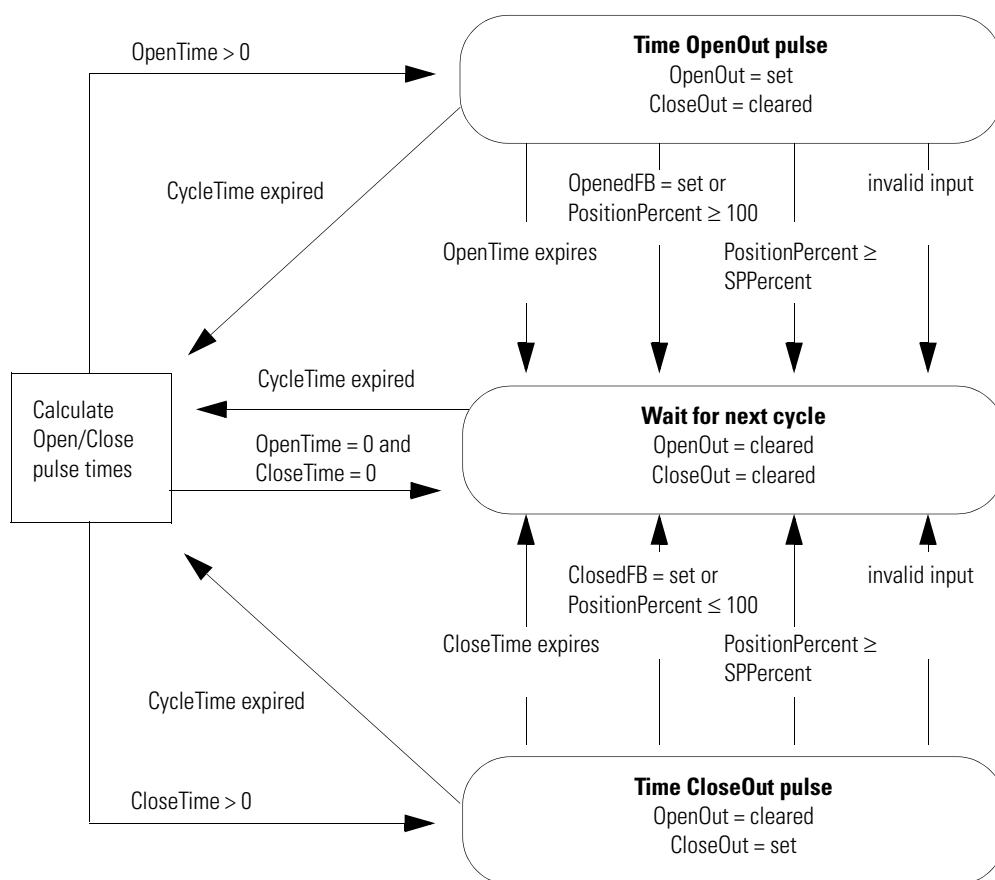 OpenTime > 0
Time OpenOut pulse
OpenOut = set
CloseOut = cleared
CycleTime expired
OpenedFB = set or
PositionPercent ≥ 100
invalid input
OpenTime expires
PositionPercent ≥
SPPercent
CycleTime expired
Calculate
Open/Close
pulse times
OpenTime = 0 and
CloseTime = 0
Wait for next cycle
OpenOut = cleared
CloseOut = cleared
ClosedFB = set or
PositionPercent ≤ 100
invalid input
CloseTime expires
PositionPercent ≥
SPPercent
CycleTime expired
CloseTime > 0
Time CloseOut pulse
OpenOut = cleared
CloseOut = set